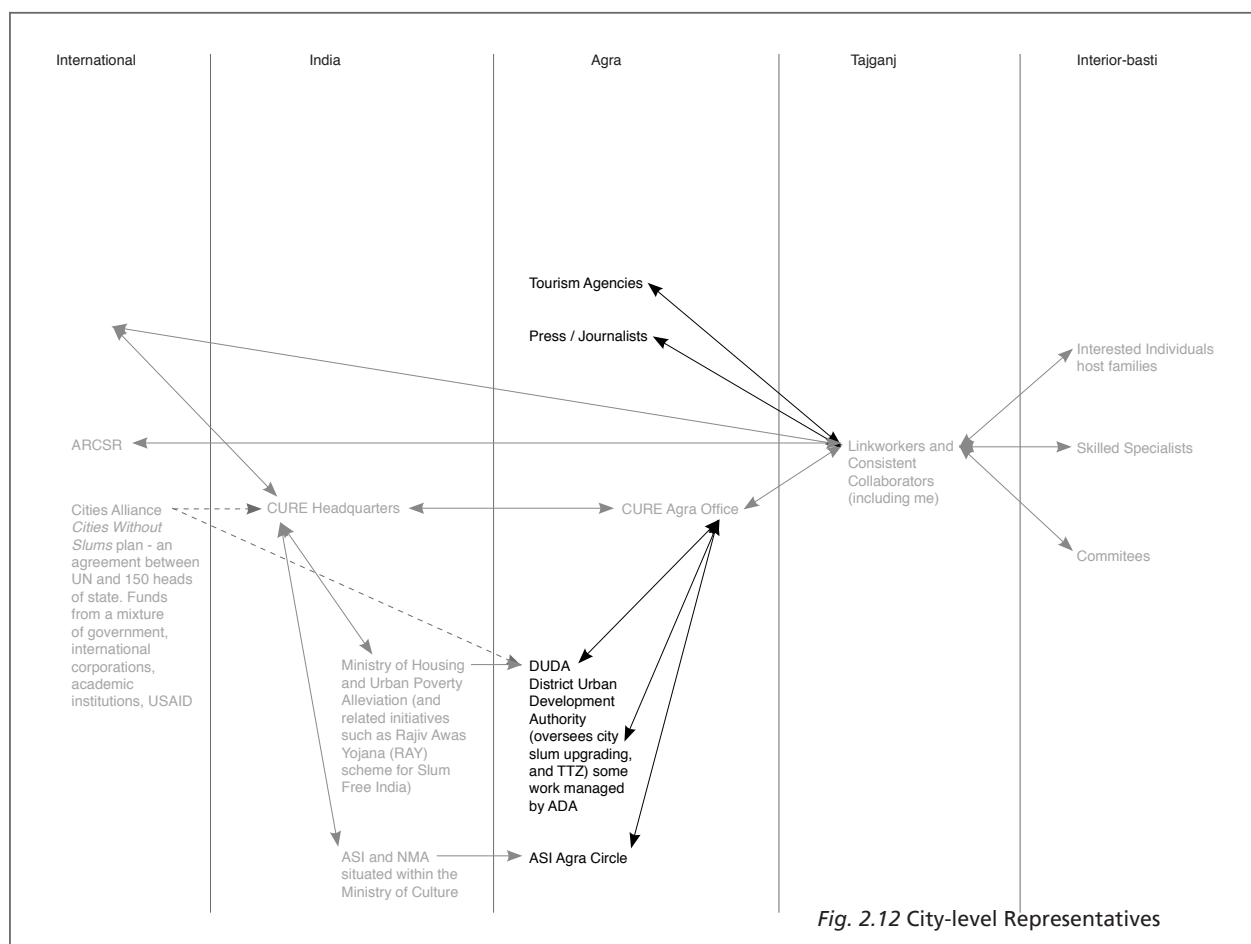 International
India
Agra
Tajganj
Interior-basti
Tourism Agencies
Press / Journalists
Interested Individuals
host families
ARCSR
Linkworkers and
Consistent
Collaborators
(including me)
Skilled Specialists
Cities Alliance
Cities Without
Slums plan - an
agreement between
UN and 150 heads
of state. Funds
from a mixture
of government,
international
corporations,
academic
institutions, USAID
CURE Headquarters
CURE Agra Office
Commitees
Ministry of Housing
and Urban Poverty
Alleviation (and
related initiatives
such as Rajiv Awas
Yojana (RAY)
scheme for Slum
Free India)
DUDA
District Urban
Development
Authority
(oversees city
slum upgrading,
and TTZ) some
work managed
by ADA
ASI and NMA
situated within the
Ministry of Culture
ASI Agra Circle
Fig. 2.12 City-level Representatives